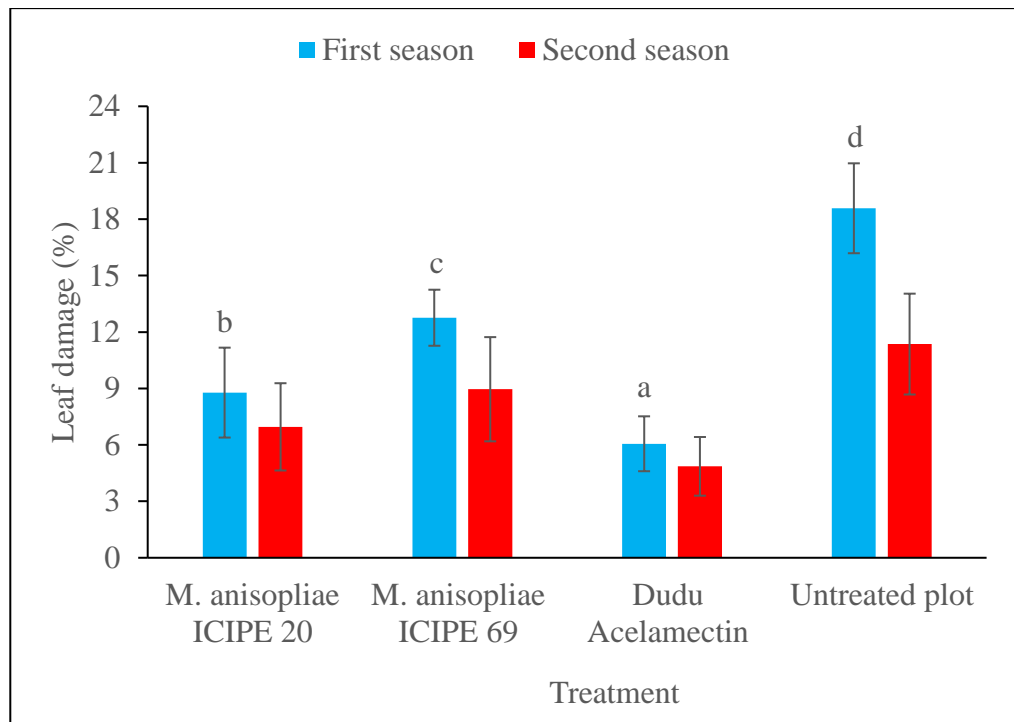 First season Second season
24
21
18
15
12
9
6
3
0
Leaf damage (%)
b
c
a
d
M. anisopliae
ICIPE 20
M. anisopliae
ICIPE 69
Dudu
Acelamectin
Untreated plot
Treatment